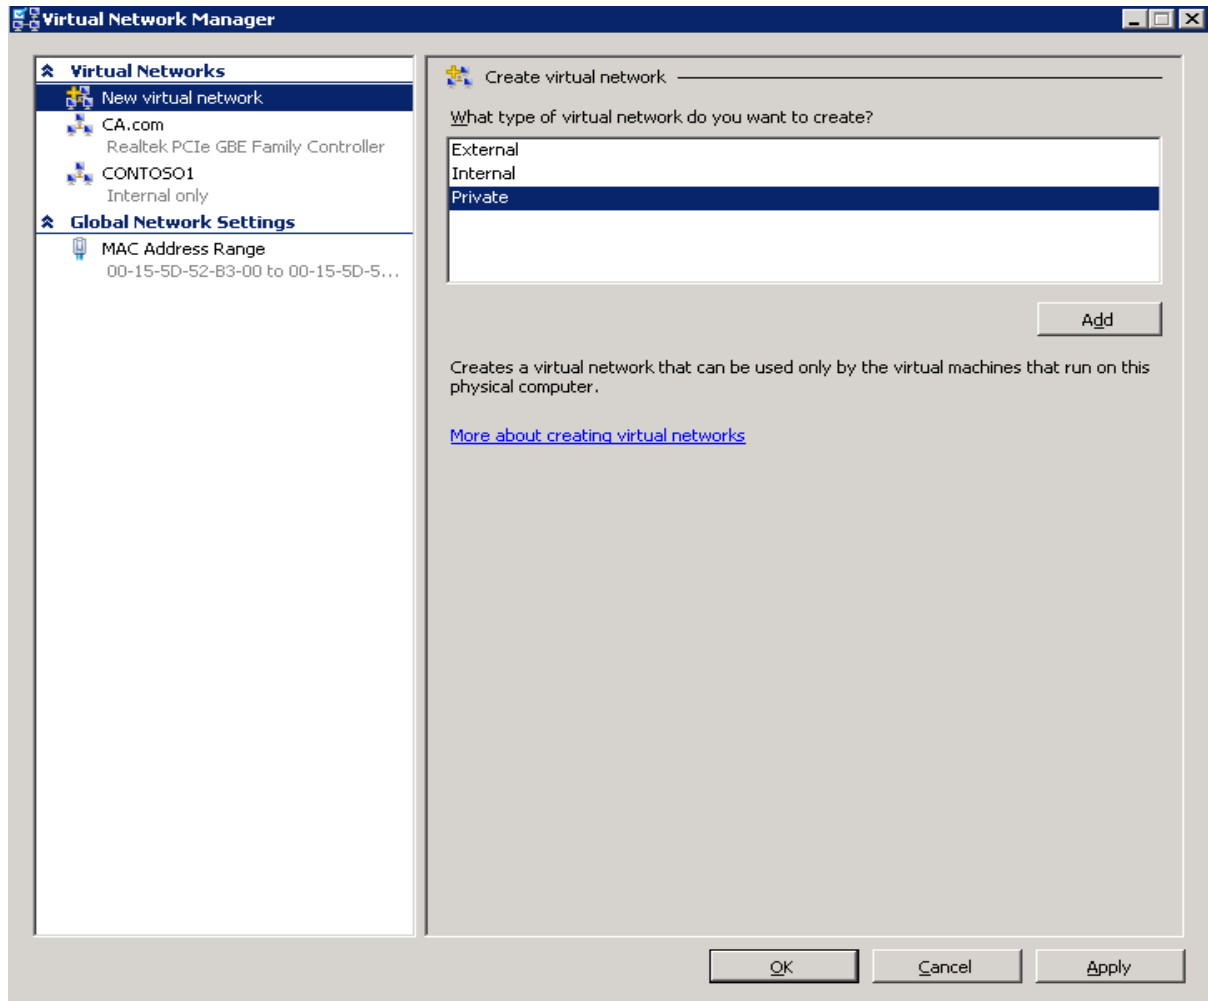 Virtual Network Manager
Virtual Networks
New virtual network
CA.com
Realtek PCIe GBE Family Controller
CONTOSO1
Internal only
Global Network Settings
MAC Address Range
00-15-5D-52-B3-00 to 00-15-5D-5...
Create virtual network
What type of virtual network do you want to create?
External
Internal
Private
Add
Creates a virtual network that can be used only by the virtual machines that run on this
physical computer.
More about creating virtual networks
OK
Cancel
Apply